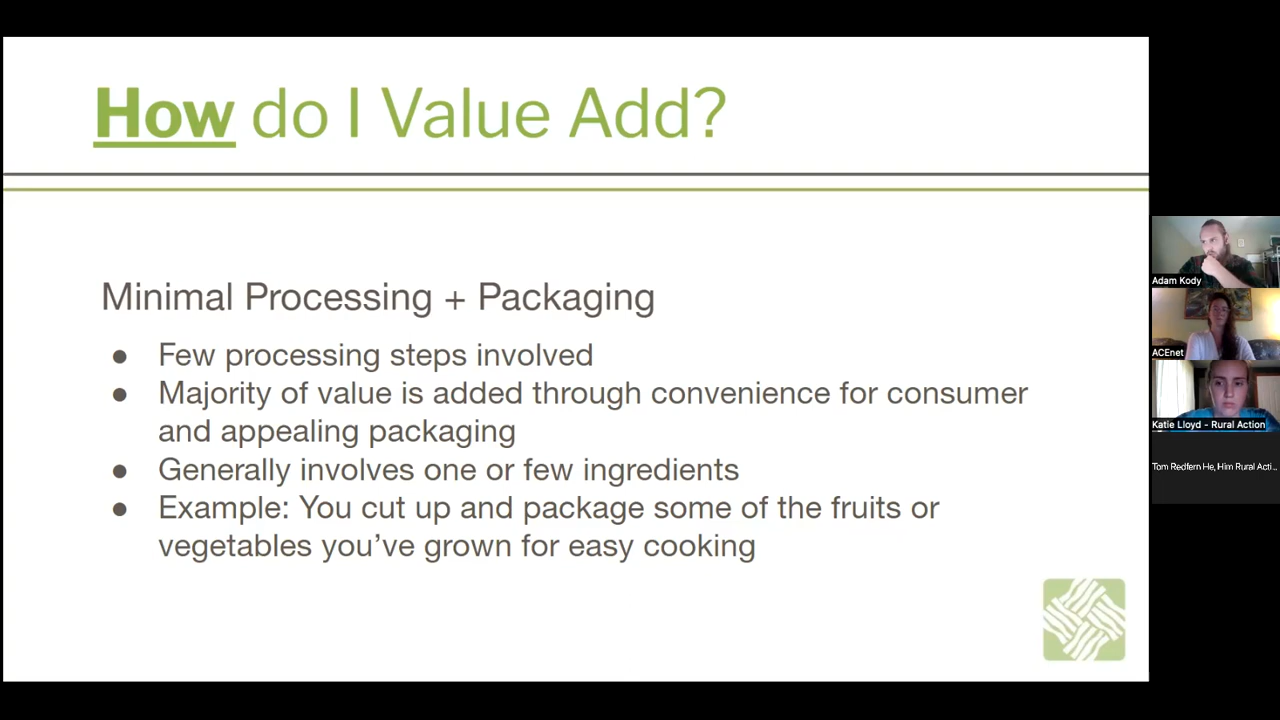 How do I Value Add?
Minimal Processing + Packaging
● Few processing steps involved
● Majority of value is added through convenience for consumer
and appealing packaging
● Generally involves one or few ingredients
● Example: You cut up and package some of the fruits or
vegetables you’ve grown for easy cooking
Adam Kody
ACEnet
Katie Lloyd - Rural Action
Tom Redfern He, Him Rural Acti...